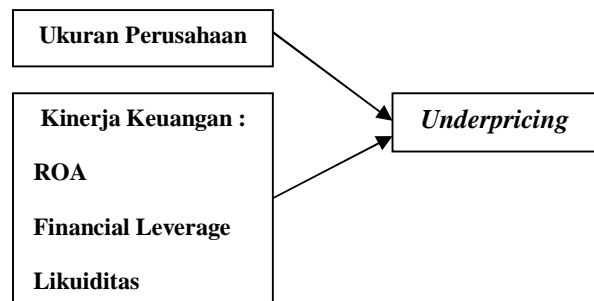 Ukuran Perusahaan
Kinerja Keuangan :
ROA
Financial Leverage
Likuiditas
Underpricing